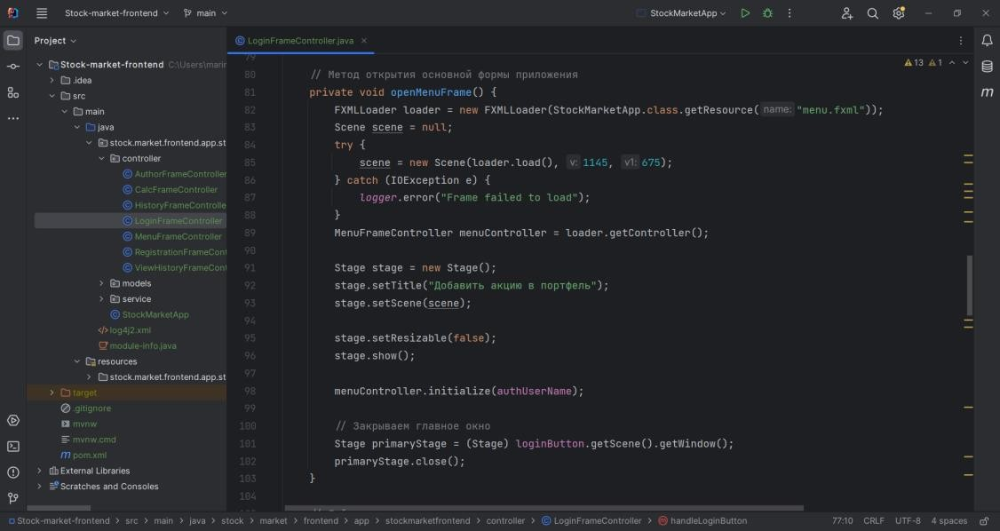 Stock-market-frontend main StockMarketApp
Project
LoginFrameController.java
Stock-market-frontend C:\Users\marin
.idea
src
main
java
stock.market.frontend.app.st
controller
AuthorFrameController
CalcFrameController
HistoryFrameControlle
LoginFrameController
MenuFrameController
RegistrationFrameCont
ViewHistoryFrameCont
models
service
StockMarketApp
log4j2.xml
module-info.java
resources
stock.market.frontend.app.st
target
.gitignore
mvnw
mvnw.cmd
pom.xml
External Libraries
Scratches and Consoles
13 1
79
80 // Метод открытия основной формы приложения
81 private void openMenuFrame() {
82 FXMLLoader loader = new FXMLLoader(StockMarketApp.class.getResource( name: "menu.fxml"));
83 Scene scene = null;
84 try {
85 scene = new Scene(loader.load(), v: 1145, v1: 675);
86 } catch (IOException e) {
87 logger.error("Frame failed to load");
88 }
89 MenuFrameController menuController = loader.getController();
90
91 Stage stage = new Stage();
92 stage.setTitle("Добавить акцию в портфель");
93 stage.setScene(scene);
94
95 stage.setResizable(false);
96 stage.show();
97
98 menuController.initialize(authUserName);
99
100 // Закрываем главное окно
101 Stage primaryStage = (Stage) loginButton.getScene().getWindow();
102 primaryStage.close();
103 }
104
Stock-market-frontend > src > main > java > stock > market > frontend > app > stockmarketfrontend > controller > LoginFrameController > handleLoginButton 77:10 CRLF UTF-8 4 spaces